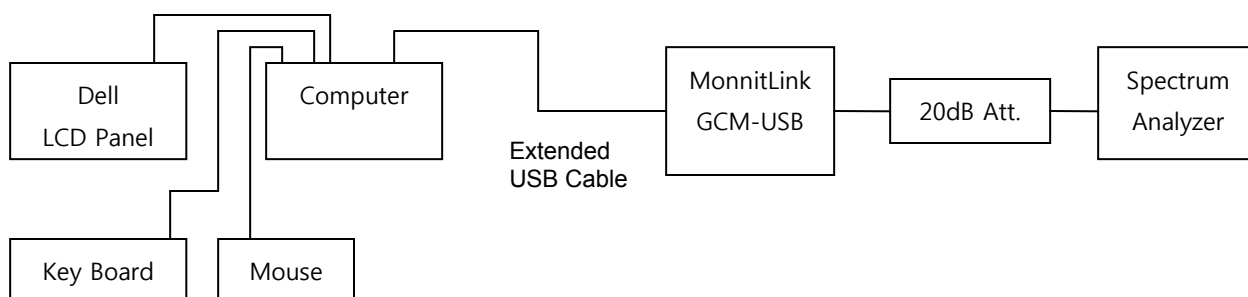 Dell
LCD Panel
Computer
MonnitLink
GCM-USB
20dB Att.
Spectrum
Analyzer
Extended
USB Cable
Key Board
Mouse